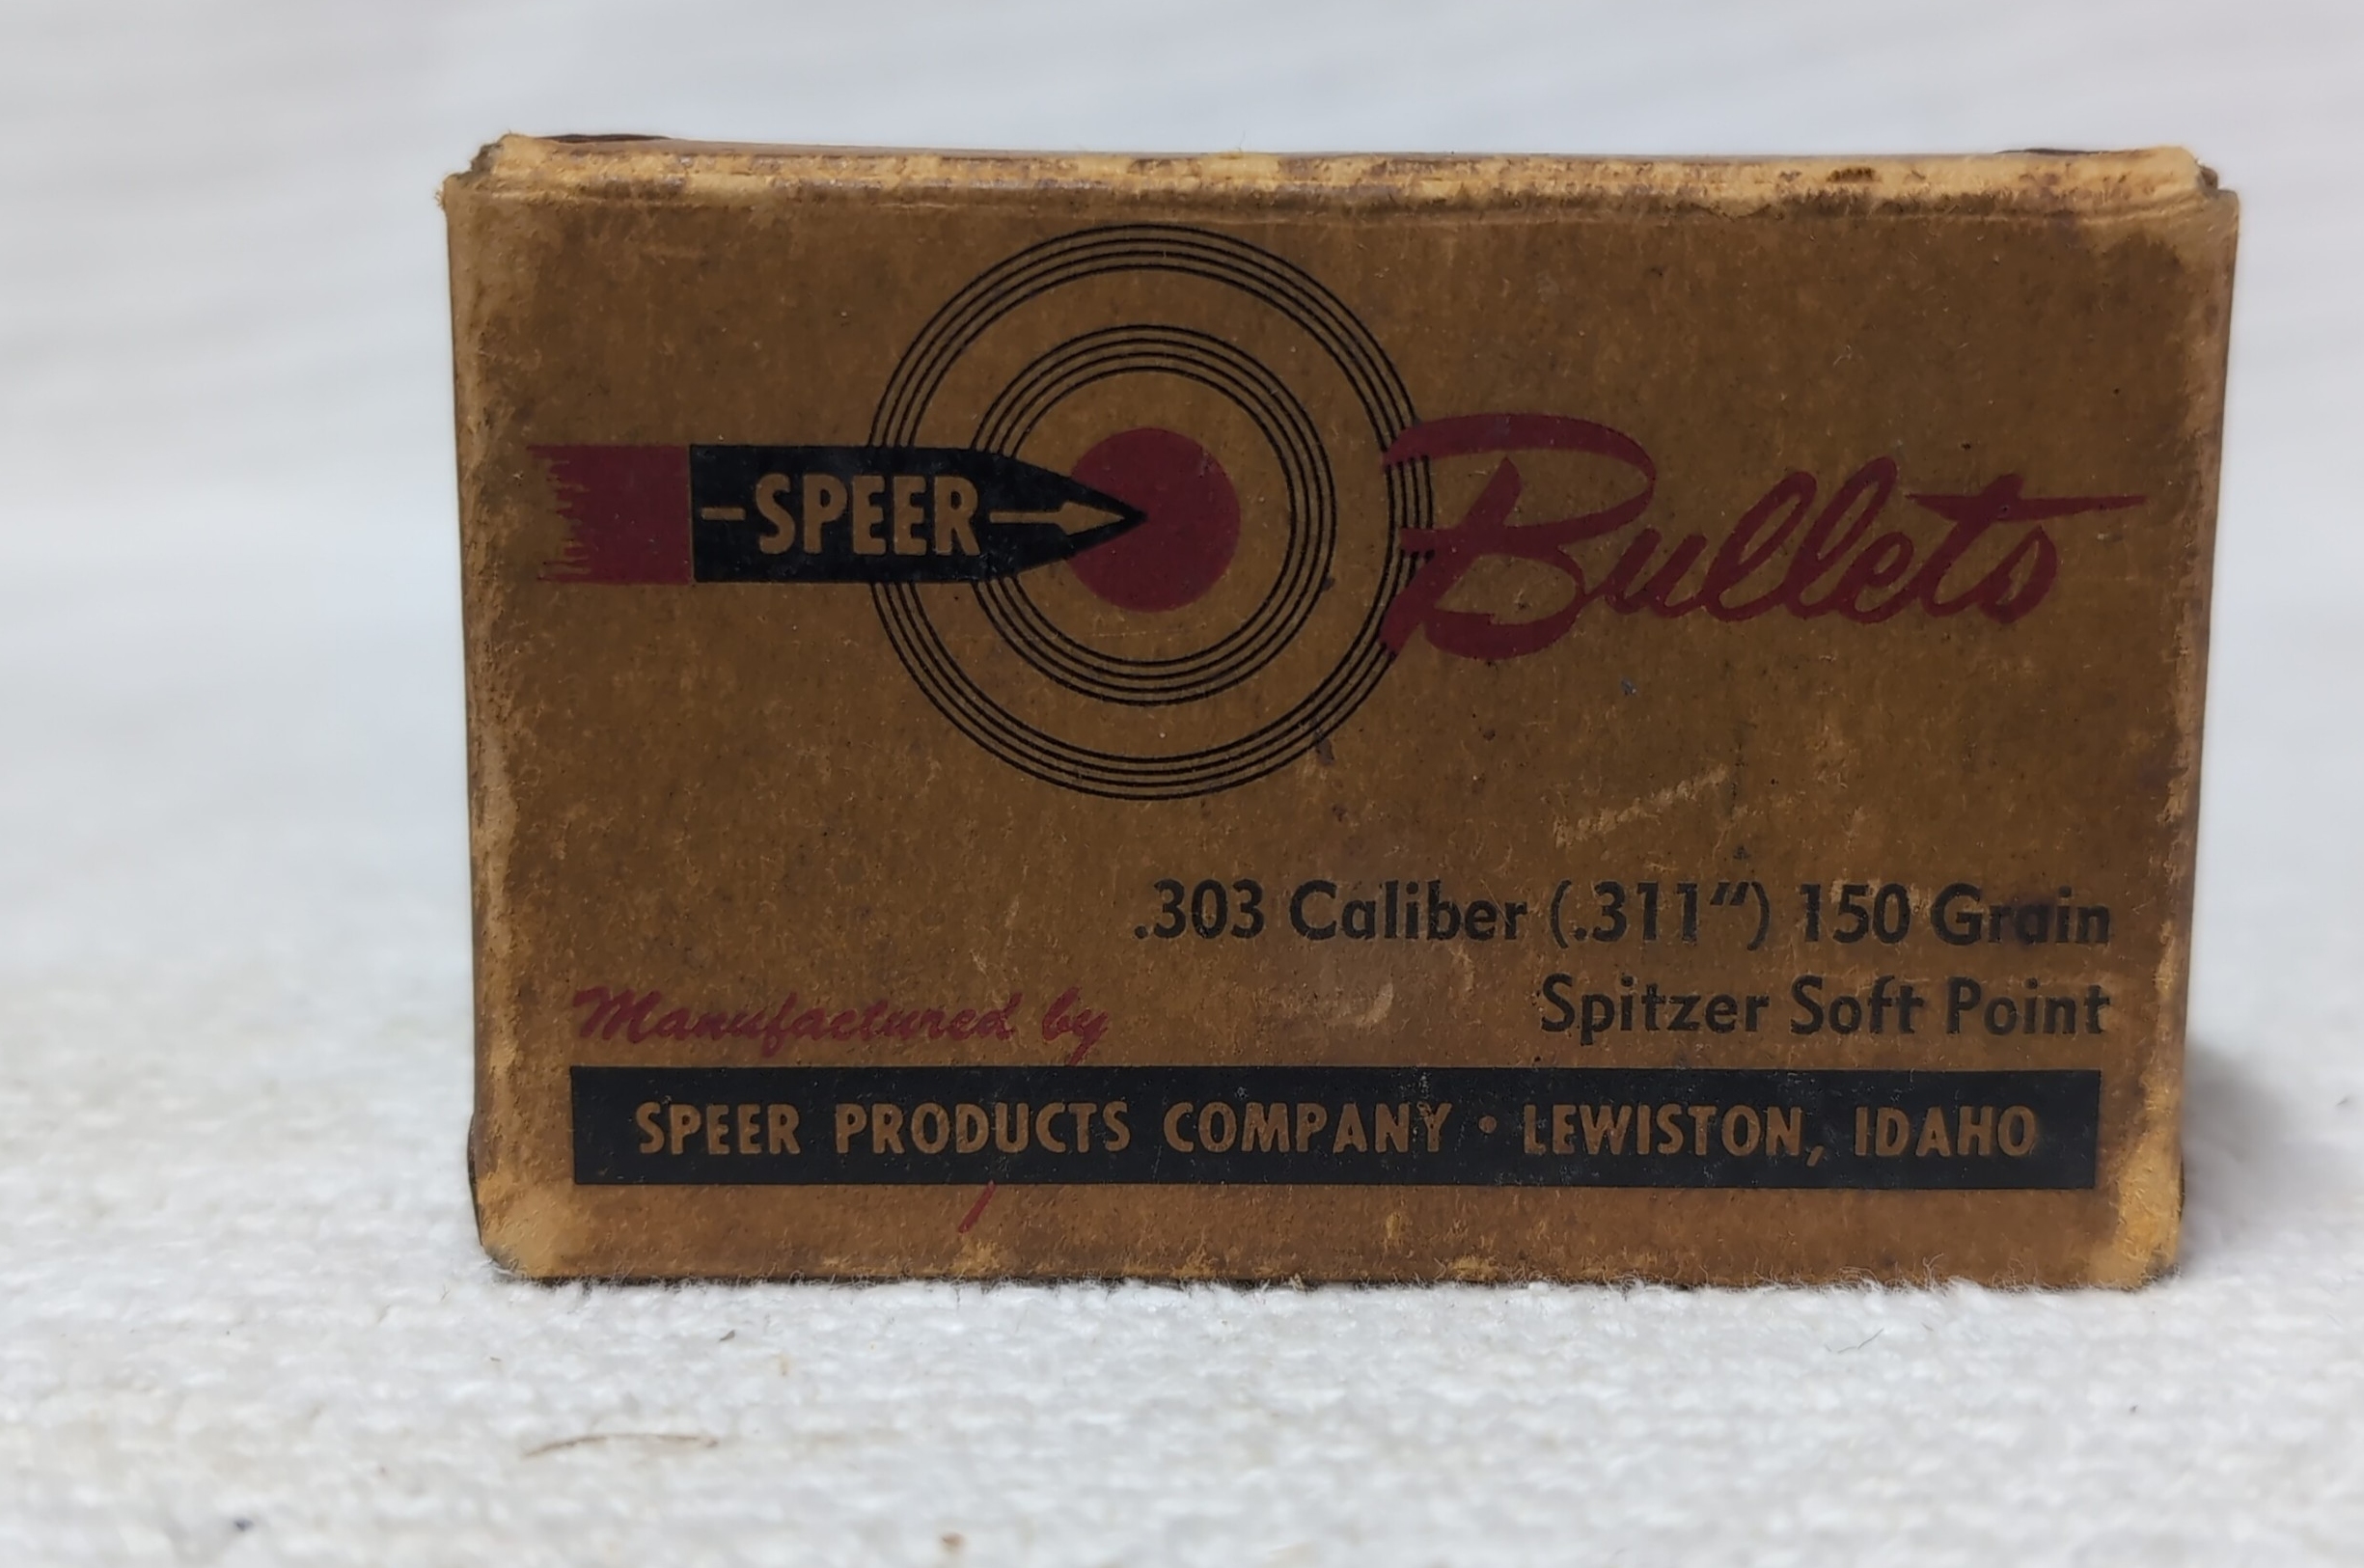 SPEER
Bullets
.303 Caliber (.311“) 150 Grain
Spitzer Soft Point
Manufactured by
SPEER PRODUCTS COMPANY • LEWISTON, IDAHO